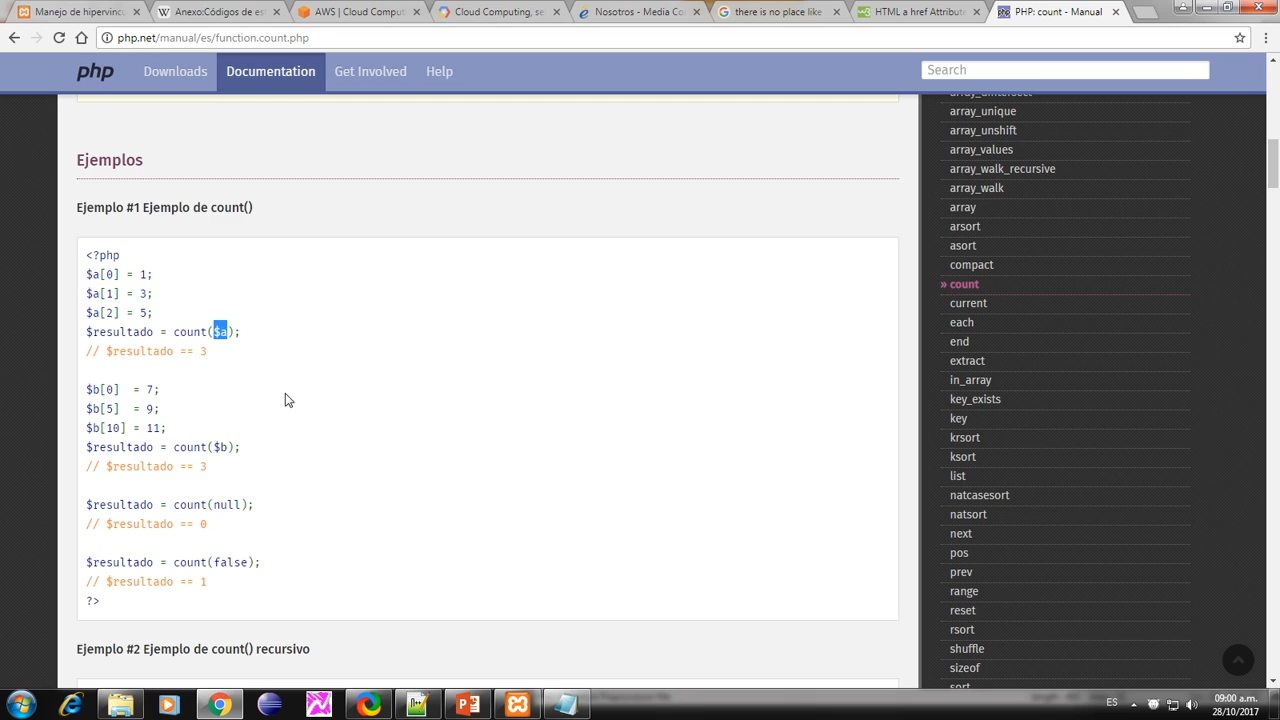 Manejo de hipervincu
Anexo:Códigos de est
AWS | Cloud Comput
Cloud Computing, se
Nosotros - Media Co
there is no place like
HTML a href Attribute
PHP: count - Manual
php.net/manual/es/function.count.php
php
Downloads
Documentation
Get Involved
Help
Search
Ejemplos
Ejemplo #1 Ejemplo de count()
<?php
$a[0] = 1;
$a[1] = 3;
$a[2] = 5;
$resultado = count($a);
// $resultado == 3
$b[0]  = 7;
$b[5]  = 9;
$b[10] = 11;
$resultado = count($b);
// $resultado == 3
$resultado = count(null);
// $resultado == 0
$resultado = count(false);
// $resultado == 1
?>
Ejemplo #2 Ejemplo de count() recursivo
array_unique
array_unshift
array_values
array_walk_recursive
array_walk
array
arsort
asort
compact
» count
current
each
end
extract
in_array
key_exists
key
krsort
ksort
list
natcasesort
natsort
next
pos
prev
range
reset
rsort
shuffle
sizeof
sort
ES
09:00 a.m.
28/10/2017